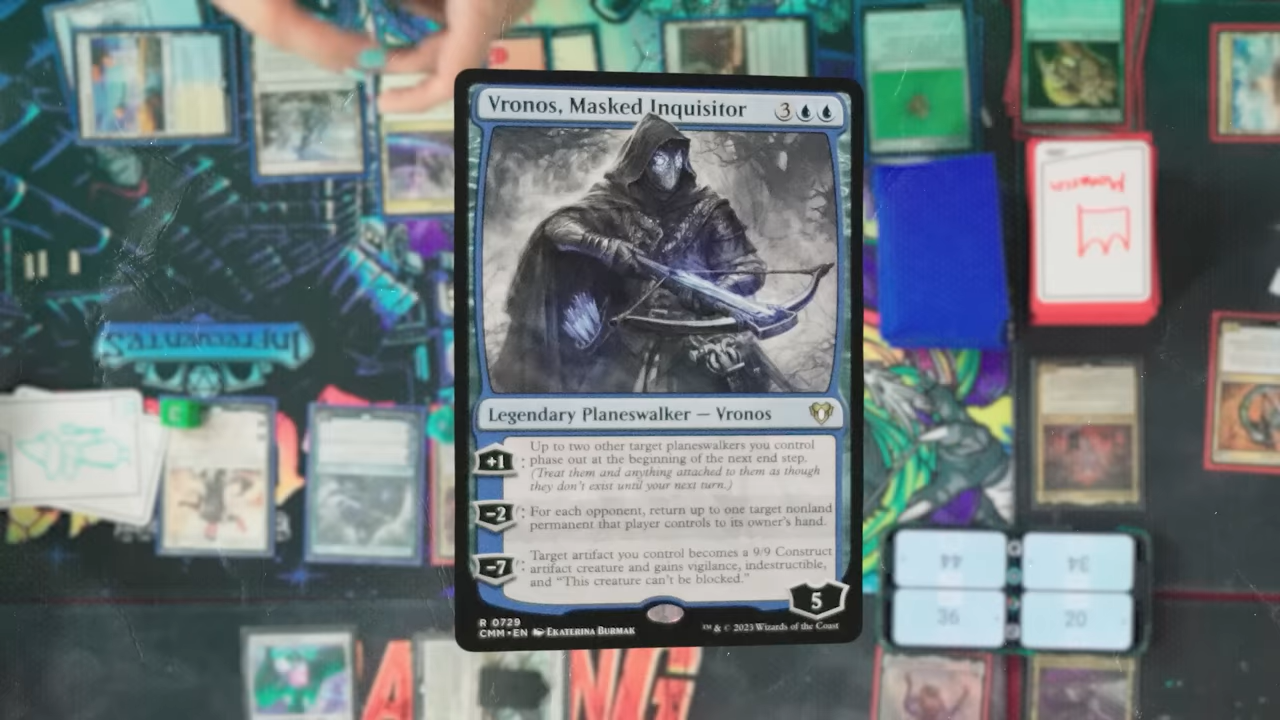 Vronos, Masked Inquisitor 3
Legendary Planeswalker — Vronos
+1 : Up to two other target planeswalkers you control
phase out at the beginning of the next end step.
(Treat them and anything attached to them as though
they don't exist until your next turn.)
−2 : For each opponent, return up to one target nonland
permanent that player controls to its owner's hand.
−7 : Target artifact you control becomes a 9/9 Construct
artifact creature and gains vigilance, indestructible,
and "This creature can't be blocked."
5
R 0729
CMM • EN EKATERINA BURMAK
™ & © 2023 Wizards of the Coast
Monarch
44
34
36
20
NG